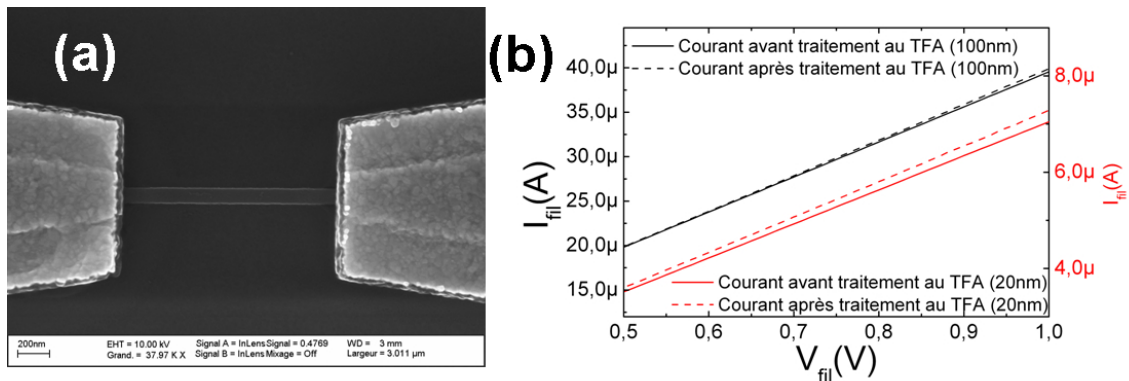 (a)
200nm
EHT = 10.00 kV
Signal A = InLens
Signal = 0.4769
WD = 3 mm
Grand. = 37.97 K X
Signal B = InLens
Mixage = Off
Largeur = 3.011 µm
(b)
Courant avant traitement au TFA (100nm)
Courant après traitement au TFA (100nm)
40,0µ
35,0µ
30,0µ
25,0µ
20,0µ
15,0µ
I_fil(A)
8,0µ
6,0µ
4,0µ
I_fil(A)
Courant avant traitement au TFA (20nm)
Courant après traitement au TFA (20nm)
0,5 0,6 0,7 0,8 0,9 1,0
V_fil(V)